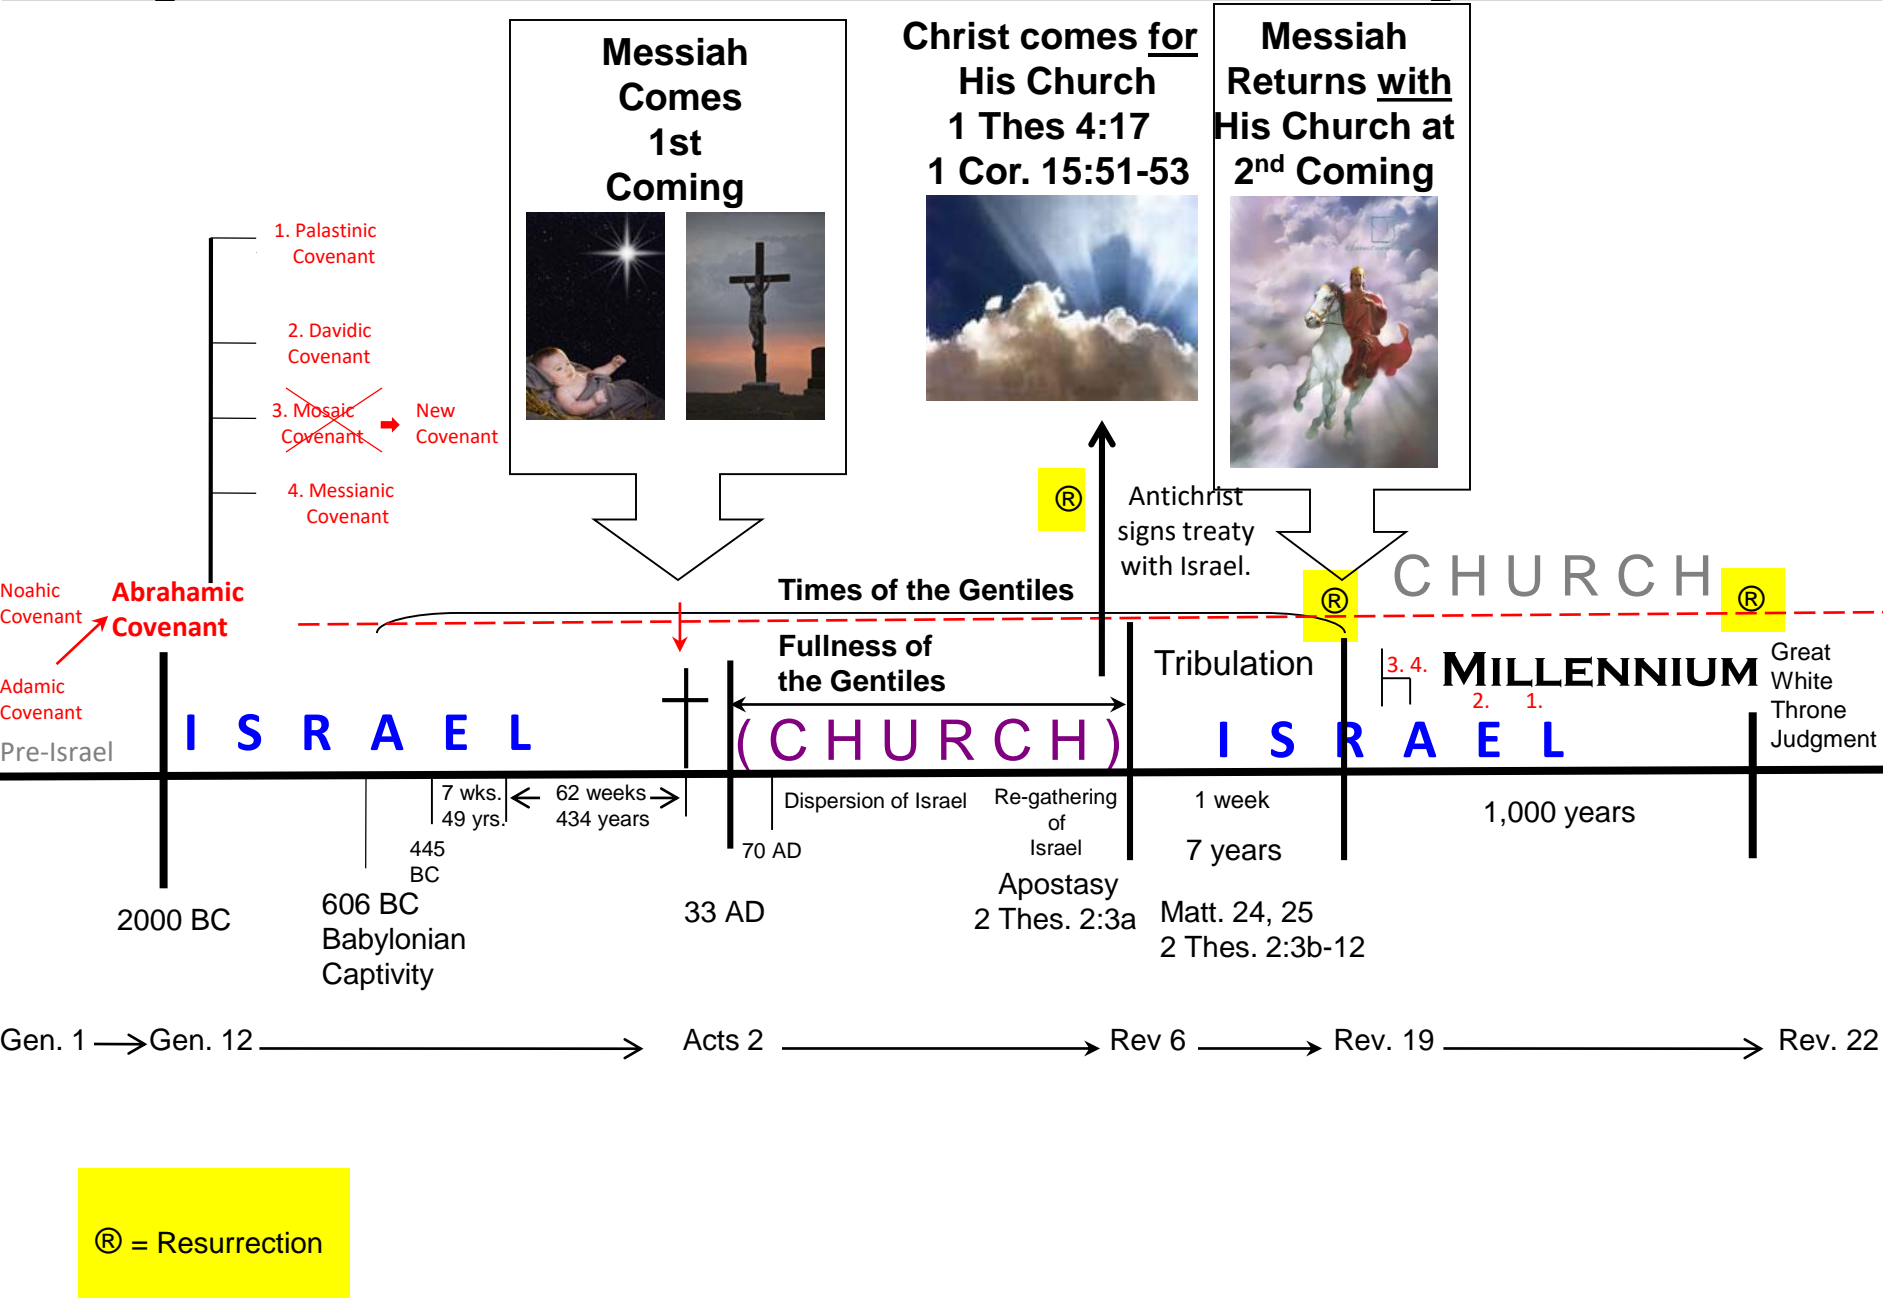 Messiah
Comes
1st
Coming
Christ comes for
His Church
1 Thes 4:17
1 Cor. 15:51-53
Messiah
Returns with
His Church at
2nd Coming
1. Palastinic
Covenant
2. Davidic
Covenant
3. Mosaic
Covenant
New
Covenant
4. Messianic
Covenant
®
Antichrist
signs treaty
with Israel.
Noahic
Covenant
Abrahamic
Covenant
Adamic
Covenant
Pre-Israel
Times of the Gentiles
Fullness of
the Gentiles
®
CHURCH
®
Tribulation
3. 4.
MILLENNIUM
2. 1.
Great
White
Throne
Judgment
ISRAEL
(CHURCH)
ISRAEL
7 wks.
49 yrs.
62 weeks
434 years
Dispersion of Israel
Re-gathering
of
Israel
1 week
7 years
1,000 years
445
BC
70 AD
2000 BC
606 BC
Babylonian
Captivity
33 AD
Apostasy
2 Thes. 2:3a
Matt. 24, 25
2 Thes. 2:3b-12
Gen. 1 Gen. 12 Acts 2 Rev 6 Rev. 19 Rev. 22
® = Resurrection